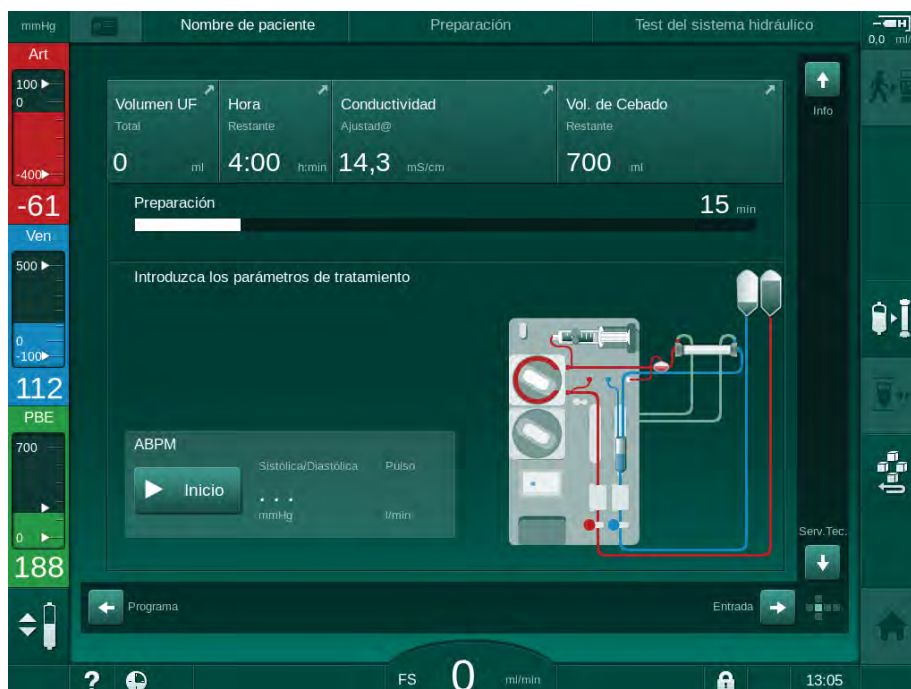 mmHg
Nombre de paciente
Preparación
Test del sistema hidráulico
0,0 ml/
Art
100
0
-400
-61
Ven
500
0
-100
112
PBE
700
0
188
Volumen UF
Total
0 ml
Hora
Restante
4:00 h:min
Conductividad
Ajustad@
14,3 mS/cm
Vol. de Cebado
Restante
700 ml
Info
Preparación
15 min
Introduzca los parámetros de tratamiento
ABPM
Sistólica/Diastólica Pulso
Inicio
. . .
mmHg 1/min
Serv.Tec.
Programa
Entrada
?
FS 0 ml/min
13:05